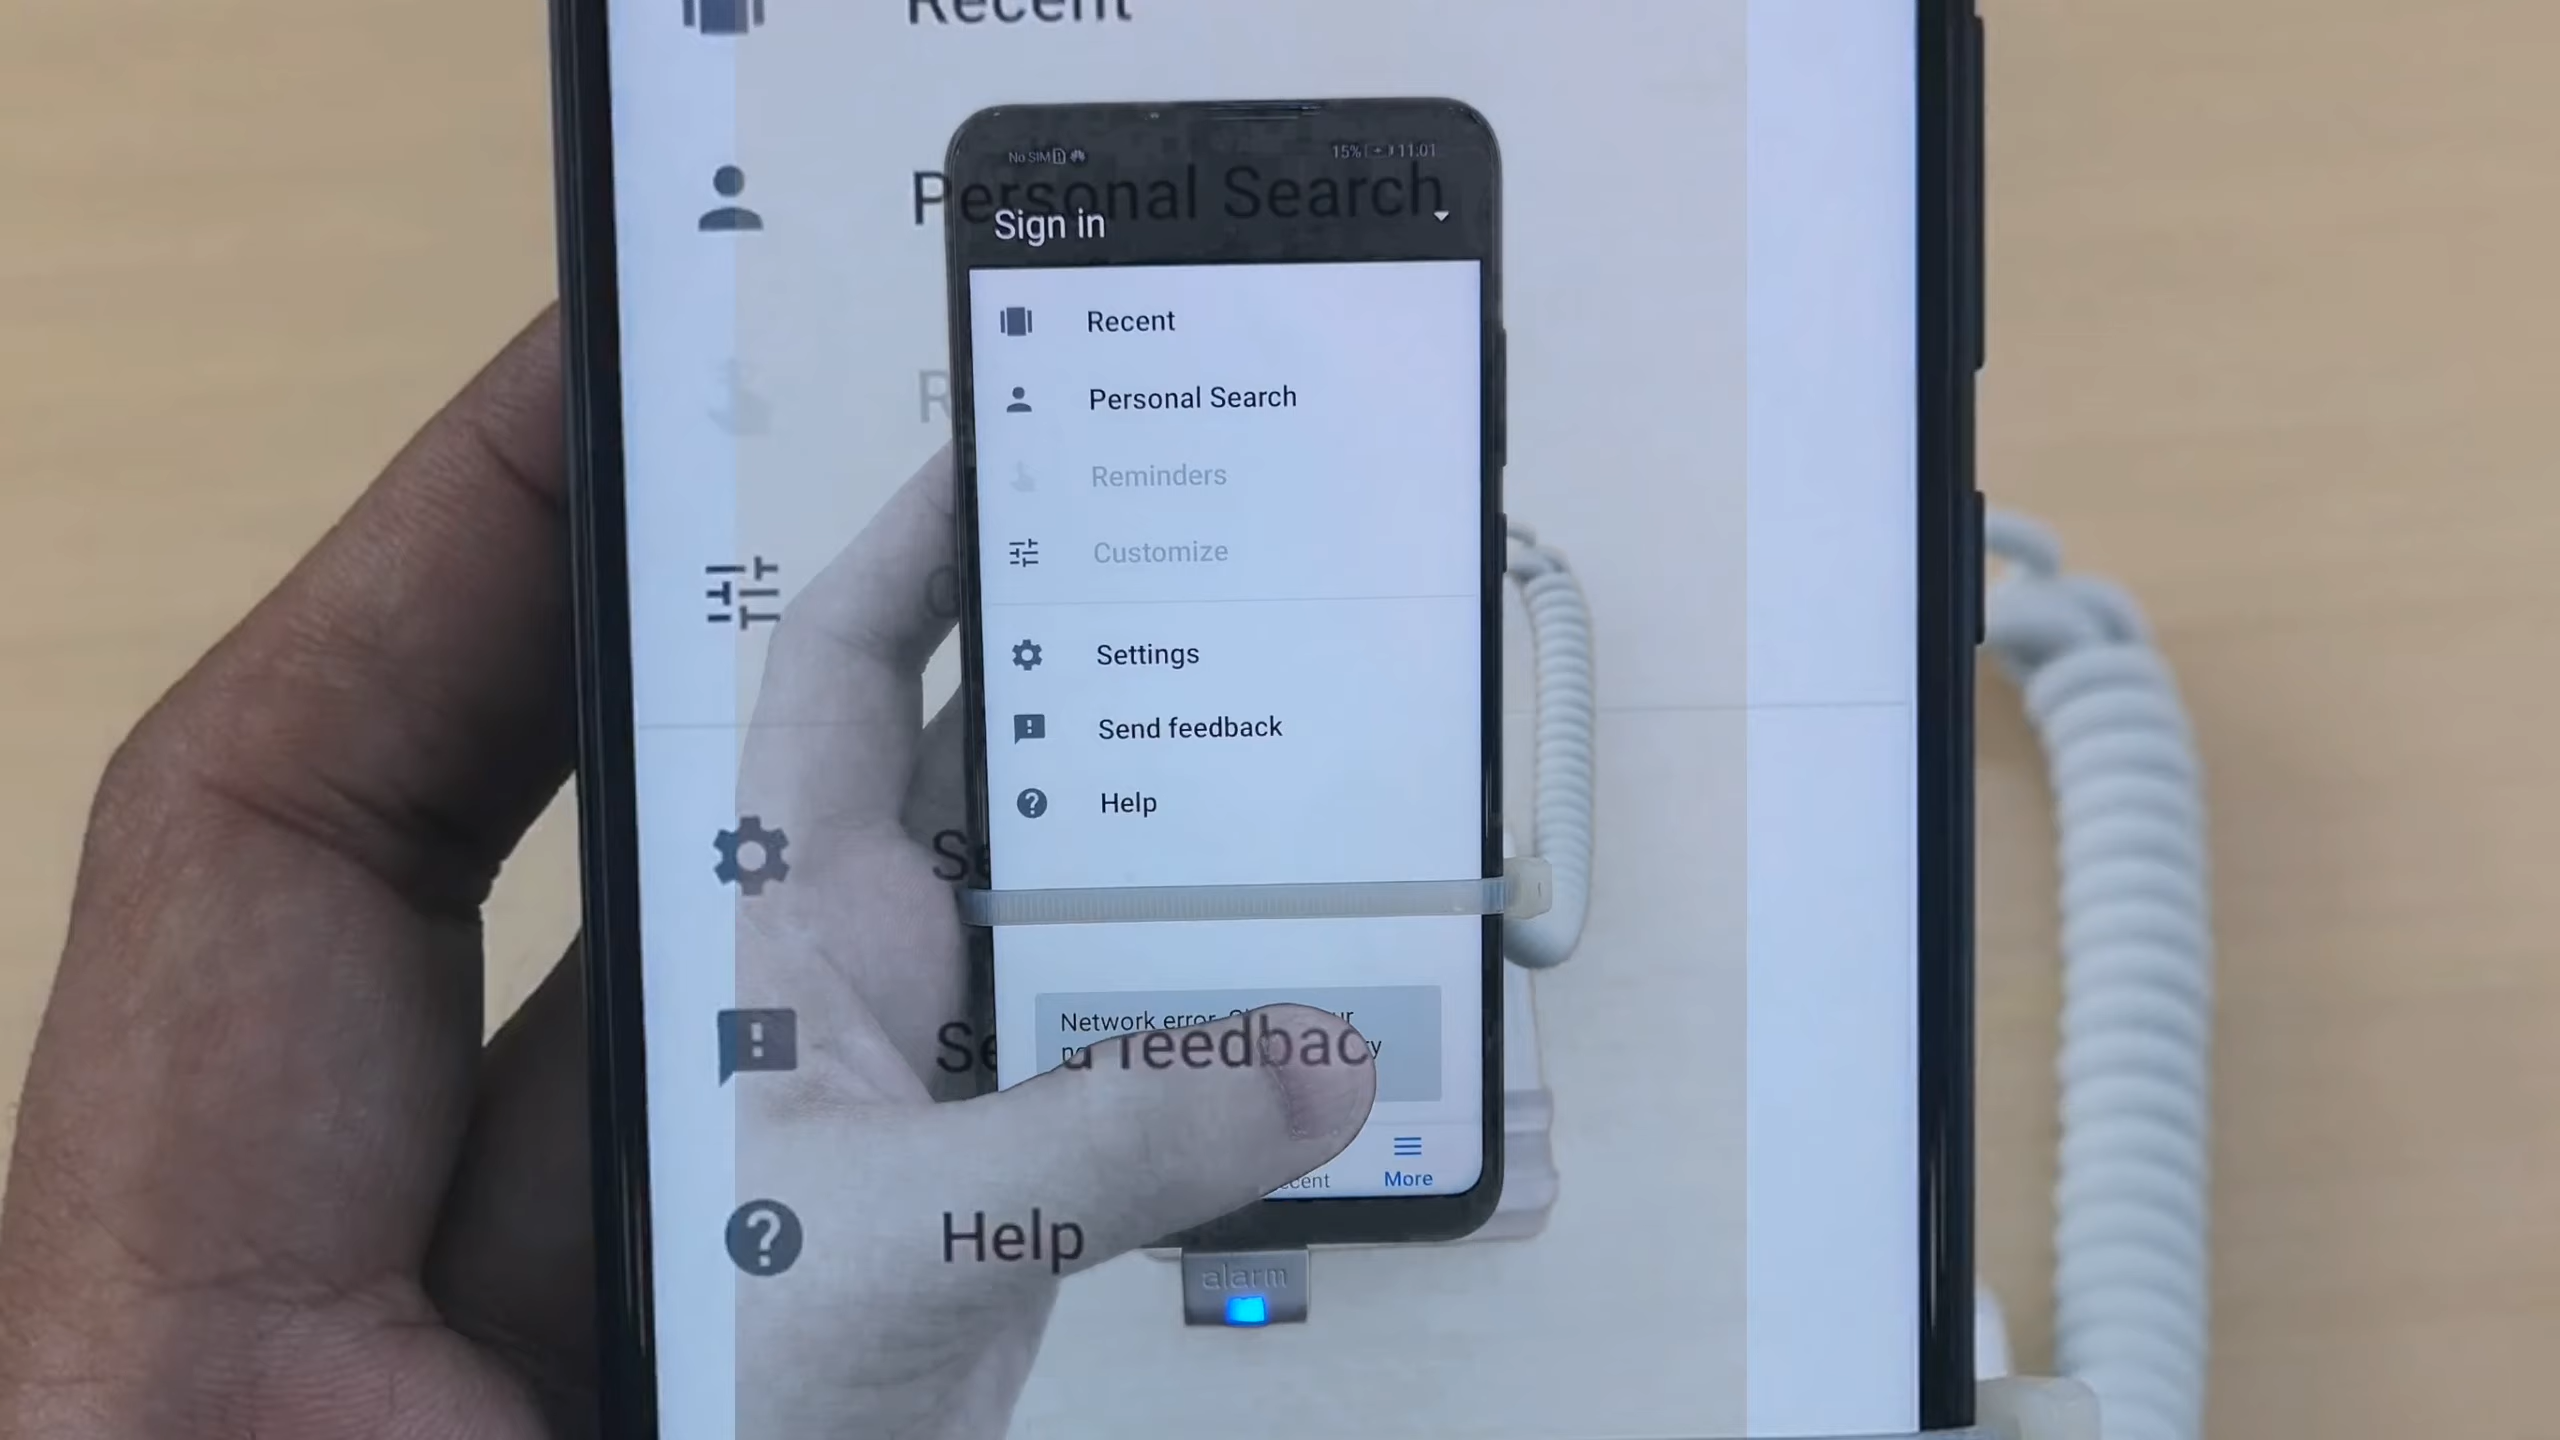 Recent
Personal Search
No SIM
15% 11:01
Sign in
Recent
Personal Search
Reminders
Customize
Settings
Send feedback
Help
Network error.
feedbac
Help
More
alarm